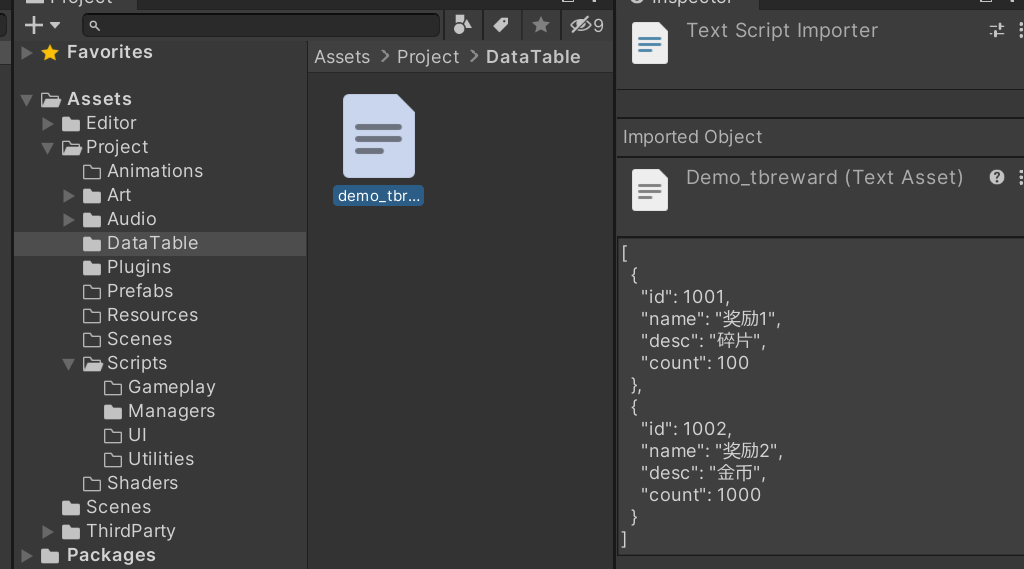 Project
9
Favorites
Assets
Editor
Project
Animations
Art
Audio
DataTable
Plugins
Prefabs
Resources
Scenes
Scripts
Gameplay
Managers
UI
Utilities
Shaders
Scenes
ThirdParty
Packages
Assets > Project > DataTable
demo_tbr...
Inspector
Text Script Importer
Imported Object
Demo_tbreward (Text Asset)
[
{
"id": 1001,
"name": "奖励1",
"desc": "碎片",
"count": 100
},
{
"id": 1002,
"name": "奖励2",
"desc": "金币",
"count": 1000
}
]